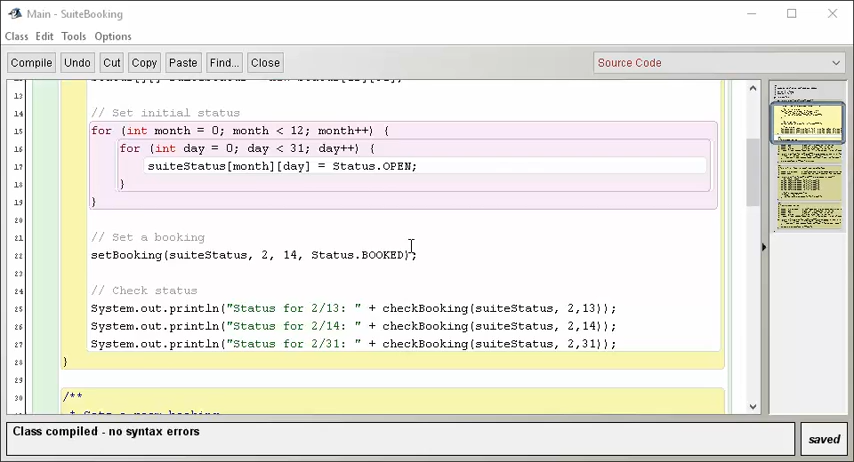 Main - SuiteBooking
Class Edit Tools Options
Compile Undo Cut Copy Paste Find... Close Source Code
13
14 // Set initial status
15 for (int month = 0; month < 12; month++) {
16 for (int day = 0; day < 31; day++) {
17 suiteStatus[month][day] = Status.OPEN;
18 }
19 }
20
21 // Set a booking
22 setBooking(suiteStatus, 2, 14, Status.BOOKED);
23
24 // Check status
25 System.out.println("Status for 2/13: " + checkBooking(suiteStatus, 2,13));
26 System.out.println("Status for 2/14: " + checkBooking(suiteStatus, 2,14));
27 System.out.println("Status for 2/31: " + checkBooking(suiteStatus, 2,31));
28 }
29
30 /**
Class compiled - no syntax errors
saved